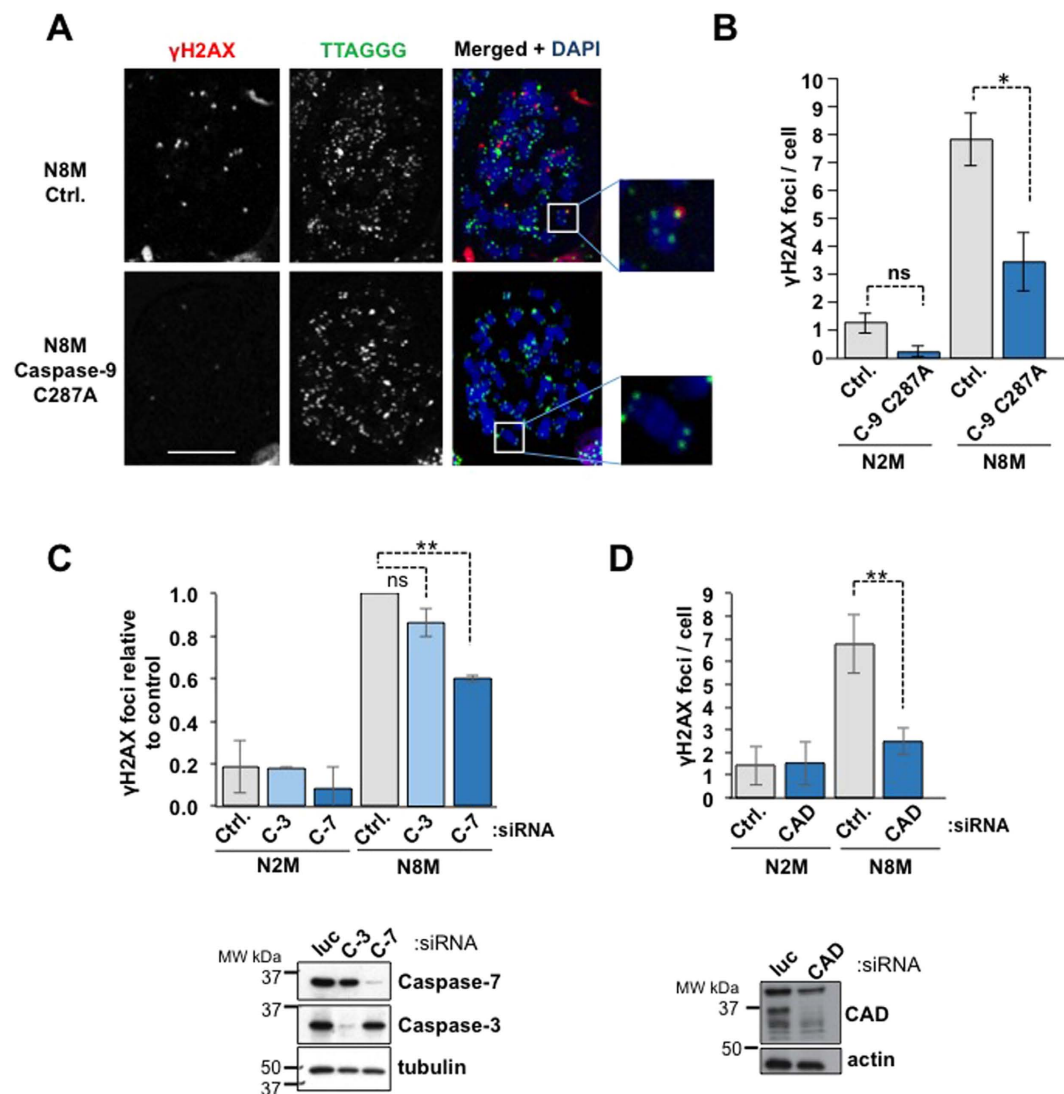 A
γH2AX
TTAGGG
Merged + DAPI
N8M
Ctrl.
N8M
Caspase-9
C287A
B
γH2AX foci / cell
10
9
8
7
6
5
4
3
2
1
0
ns
*
Ctrl.
C-9 C287A
Ctrl.
C-9 C287A
N2M
N8M
C
γH2AX foci relative
to control
1.0
0.8
0.6
0.4
0.2
0.0
ns
**
Ctrl.
C-3
C-7
Ctrl.
C-3
C-7
:siRNA
N2M
N8M
luc
C-3
C-7
:siRNA
MW kDa
37
Caspase-7
37
Caspase-3
50
tubulin
37
D
γH2AX foci / cell
9
8
7
6
5
4
3
2
1
0
**
Ctrl.
CAD
Ctrl.
CAD
:siRNA
N2M
N8M
luc
CAD
:siRNA
MW kDa
37
CAD
50
actin